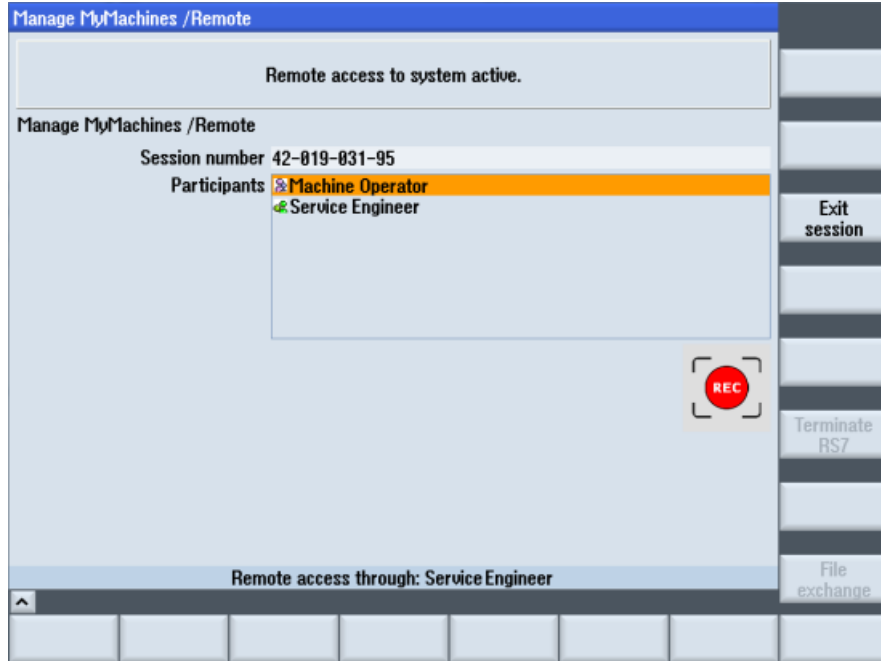 Manage MyMachines /Remote
Remote access to system active.
Manage MyMachines /Remote
Session number 42-019-031-95
Participants Machine Operator
Service Engineer
Exit
session
REC
Terminate
RS7
Remote access through: Service Engineer
File
exchange